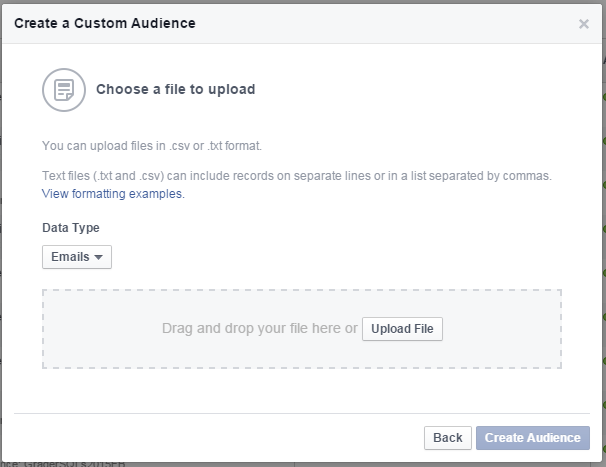 Create a Custom Audience
Choose a file to upload
You can upload files in .csv or .txt format.
Text files (.txt and .csv) can include records on separate lines or in a list separated by commas.
View formatting examples.
Data Type
Emails
Drag and drop your file here or Upload File
Back Create Audience